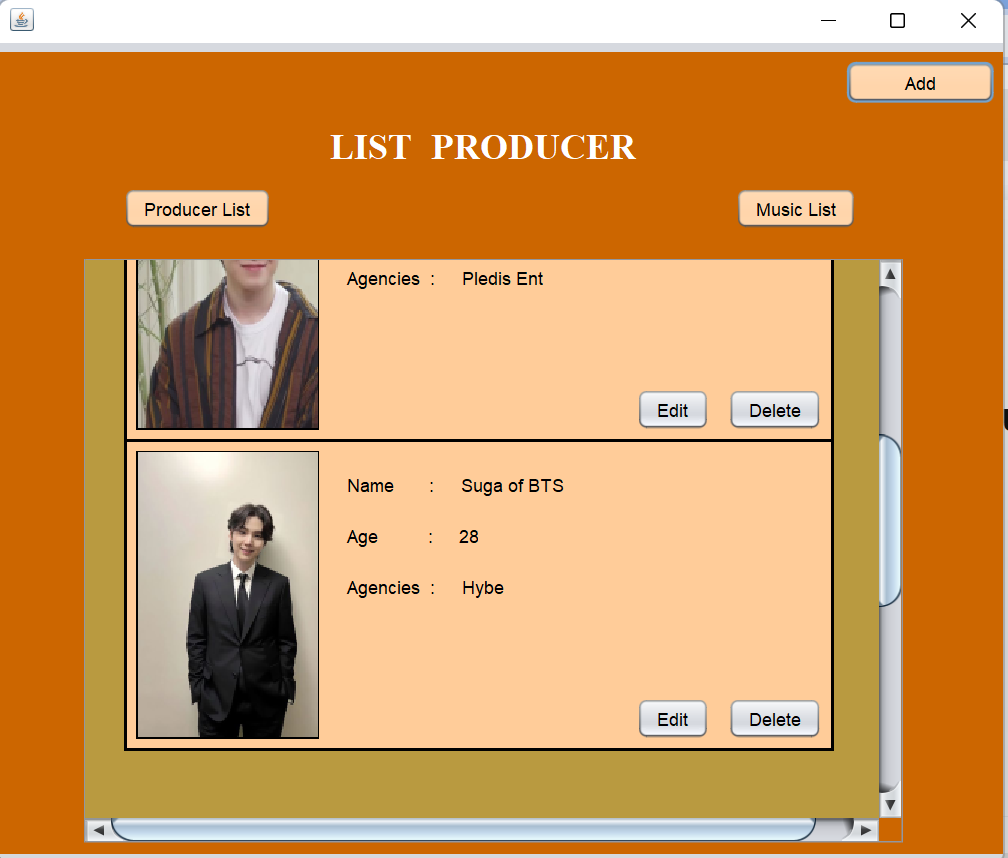 Add
LIST PRODUCER
Producer List Music List
Agencies : Pledis Ent
Edit Delete
Name : Suga of BTS
Age : 28
Agencies : Hybe
Edit Delete